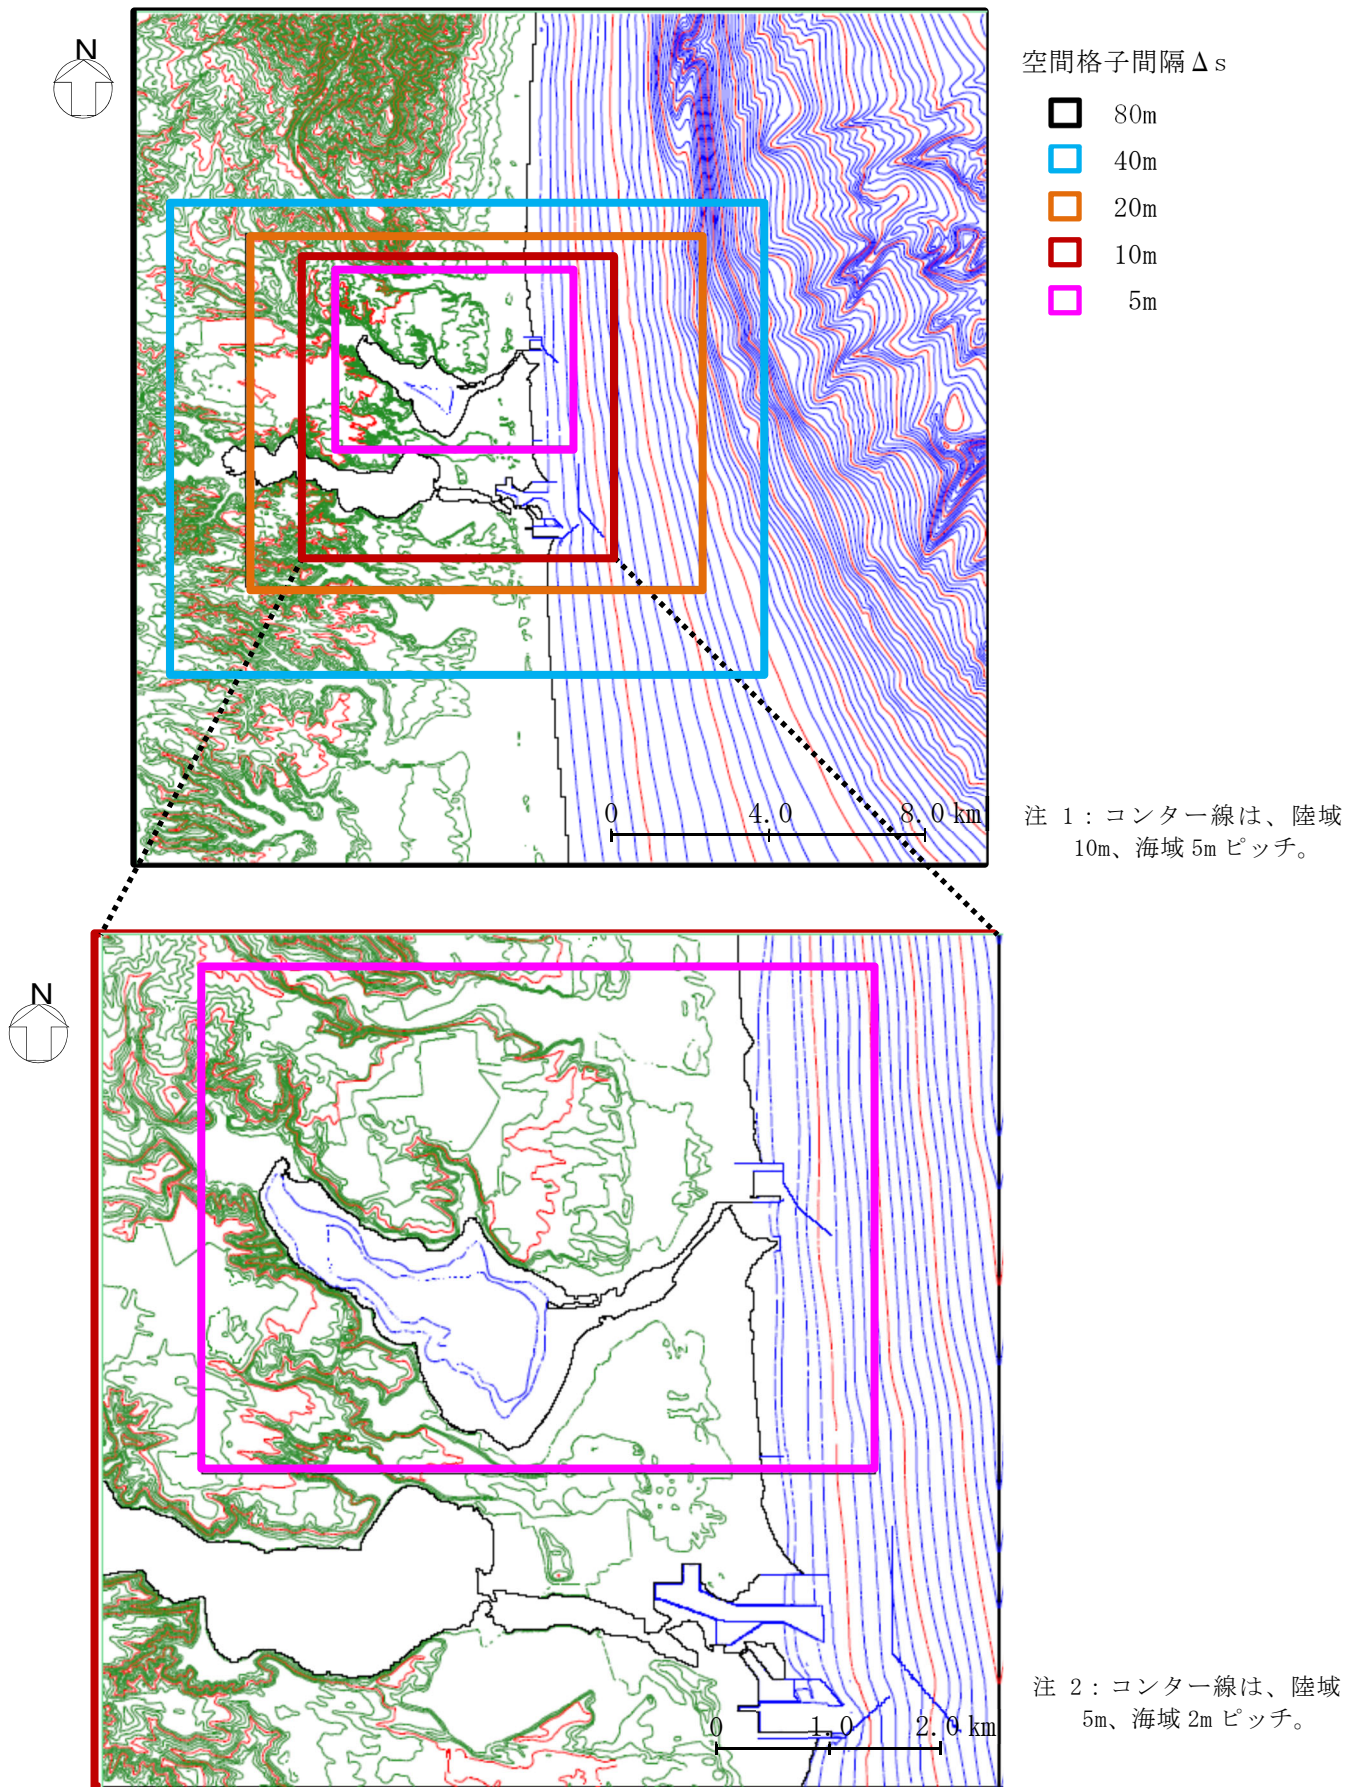 N
空間格子間隔Δs
80m
40m
20m
10m
5m
0 4.0 8.0 km
注 1：コンター線は、陸域
10m、海域 5m ピッチ。
N
0 1.0 2.0 km
注 2：コンター線は、陸域
5m、海域 2m ピッチ。